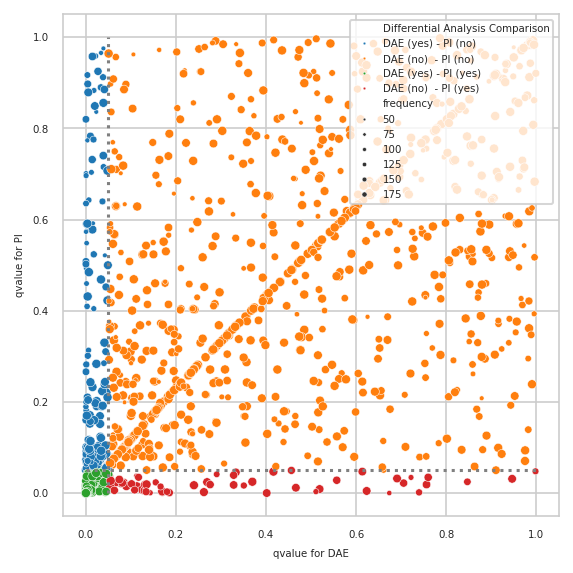 Differential Analysis Comparison
DAE (yes) - PI (no)
DAE (no) - PI (no)
DAE (yes) - PI (yes)
DAE (no)  - PI (yes)
frequency
50
75
100
125
150
175
1.0
0.8
0.6
0.4
0.2
0.0
qvalue for PI
0.0 0.2 0.4 0.6 0.8 1.0
qvalue for DAE